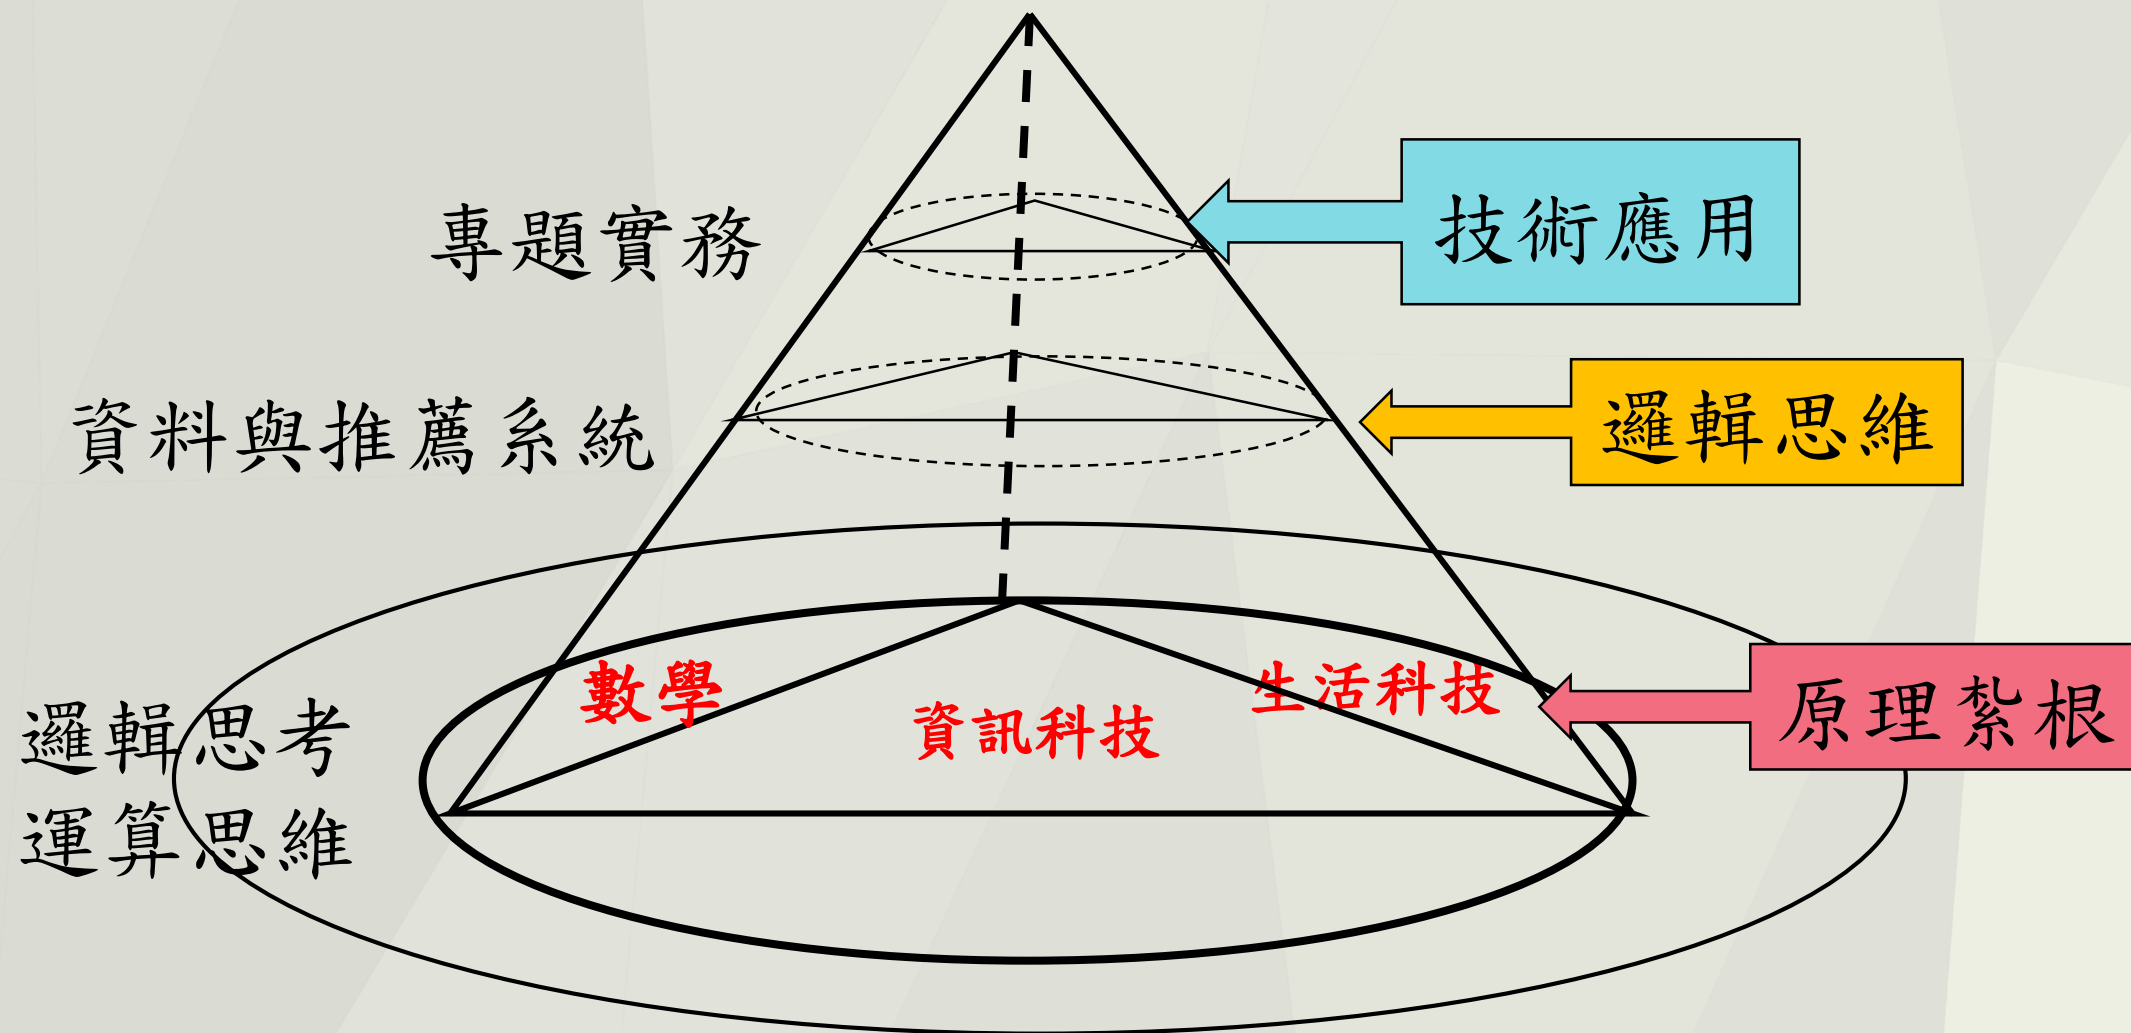 專題實務
技術應用
資料與推薦系統
邏輯思維
數學
生活科技
資訊科技
原理紮根
邏輯思考
運算思維